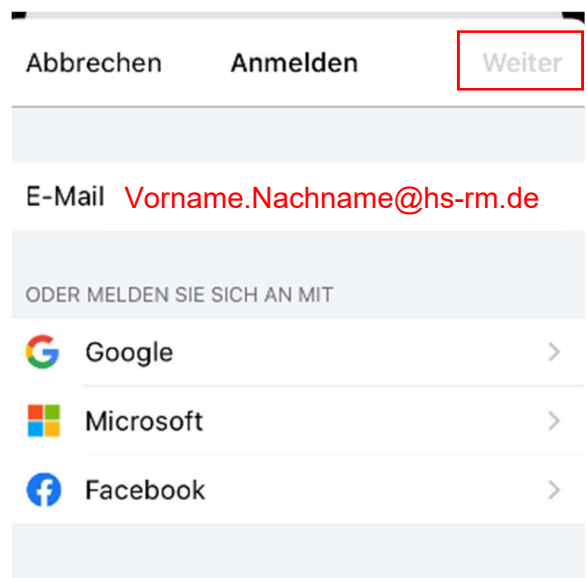 Abbrechen Anmelden Weiter
E-Mail Vorname.Nachname@hs-rm.de
ODER MELDEN SIE SICH AN MIT
Google
Microsoft
Facebook